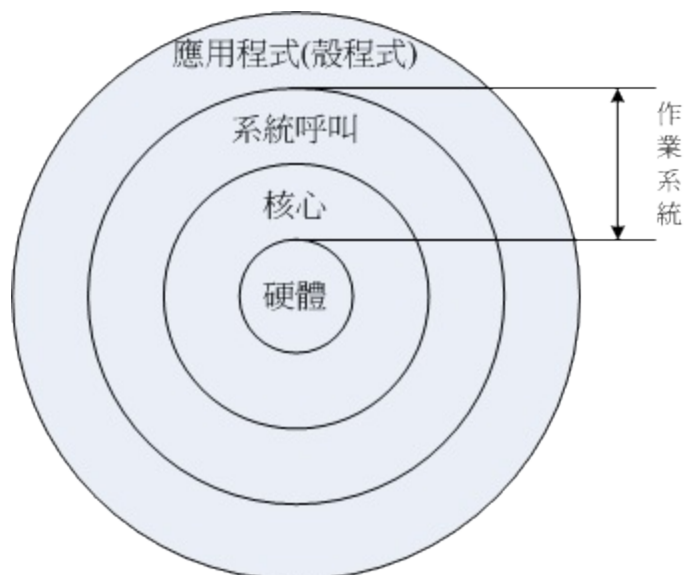 應用程式(殼程式)
系統呼叫
核心
硬體
作業系統